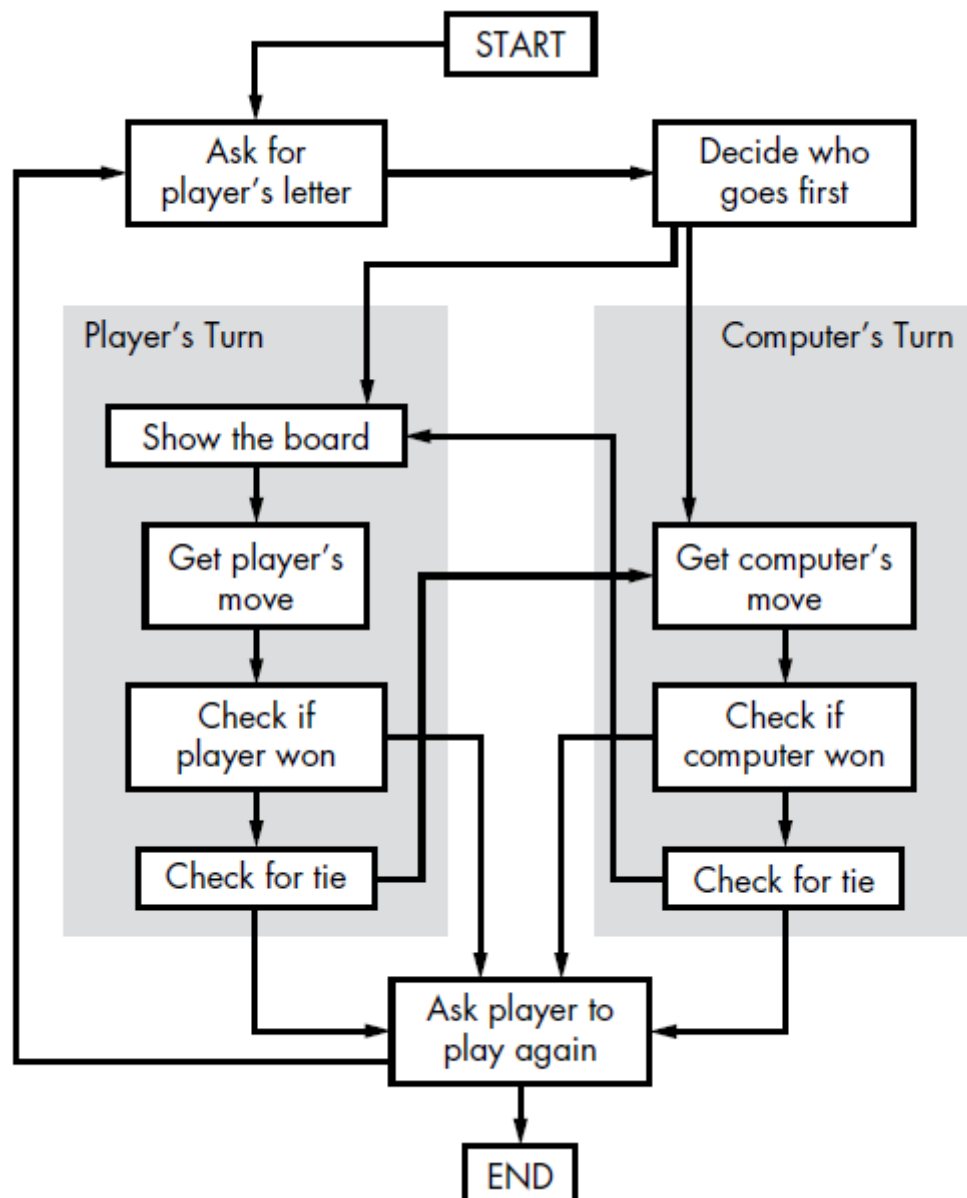 START
Ask for
player’s letter
Decide who
goes first
Player’s Turn
Computer’s Turn
Show the board
Get player’s
move
Get computer’s
move
Check if
player won
Check if
computer won
Check for tie
Check for tie
Ask player to
play again
END